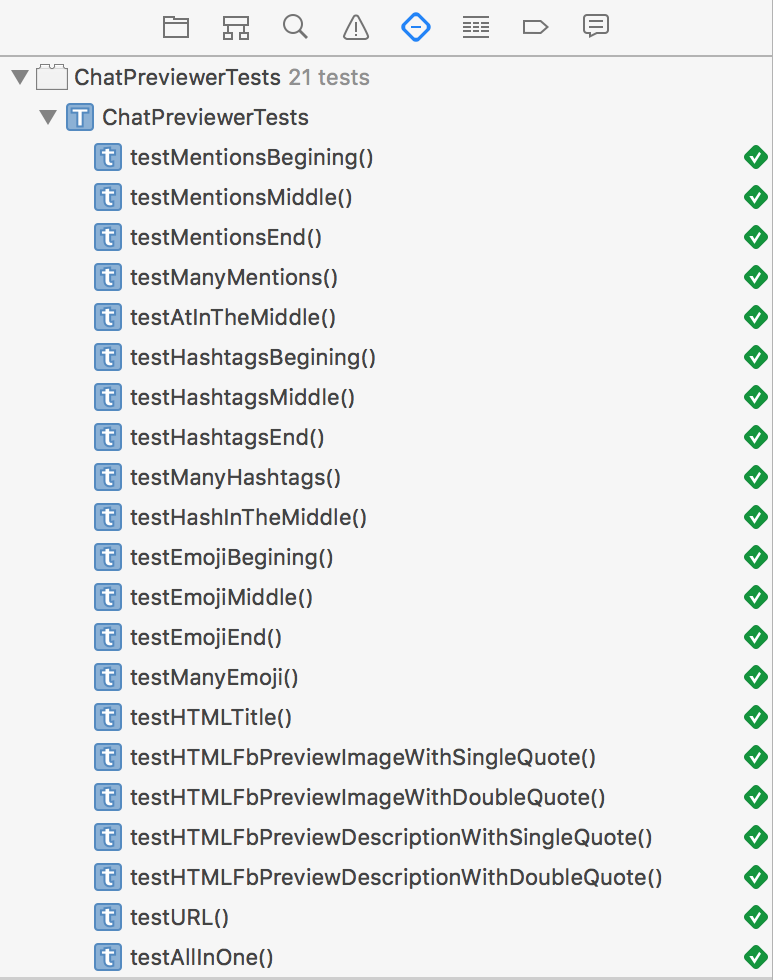 ChatPreviewerTests 21 tests
ChatPreviewerTests
testMentionsBegining()
testMentionsMiddle()
testMentionsEnd()
testManyMentions()
testAtInTheMiddle()
testHashtagsBegining()
testHashtagsMiddle()
testHashtagsEnd()
testManyHashtags()
testHashInTheMiddle()
testEmojiBegining()
testEmojiMiddle()
testEmojiEnd()
testManyEmoji()
testHTMLTitle()
testHTMLFbPreviewImageWithSingleQuote()
testHTMLFbPreviewImageWithDoubleQuote()
testHTMLFbPreviewDescriptionWithSingleQuote()
testHTMLFbPreviewDescriptionWithDoubleQuote()
testURL()
testAllInOne()